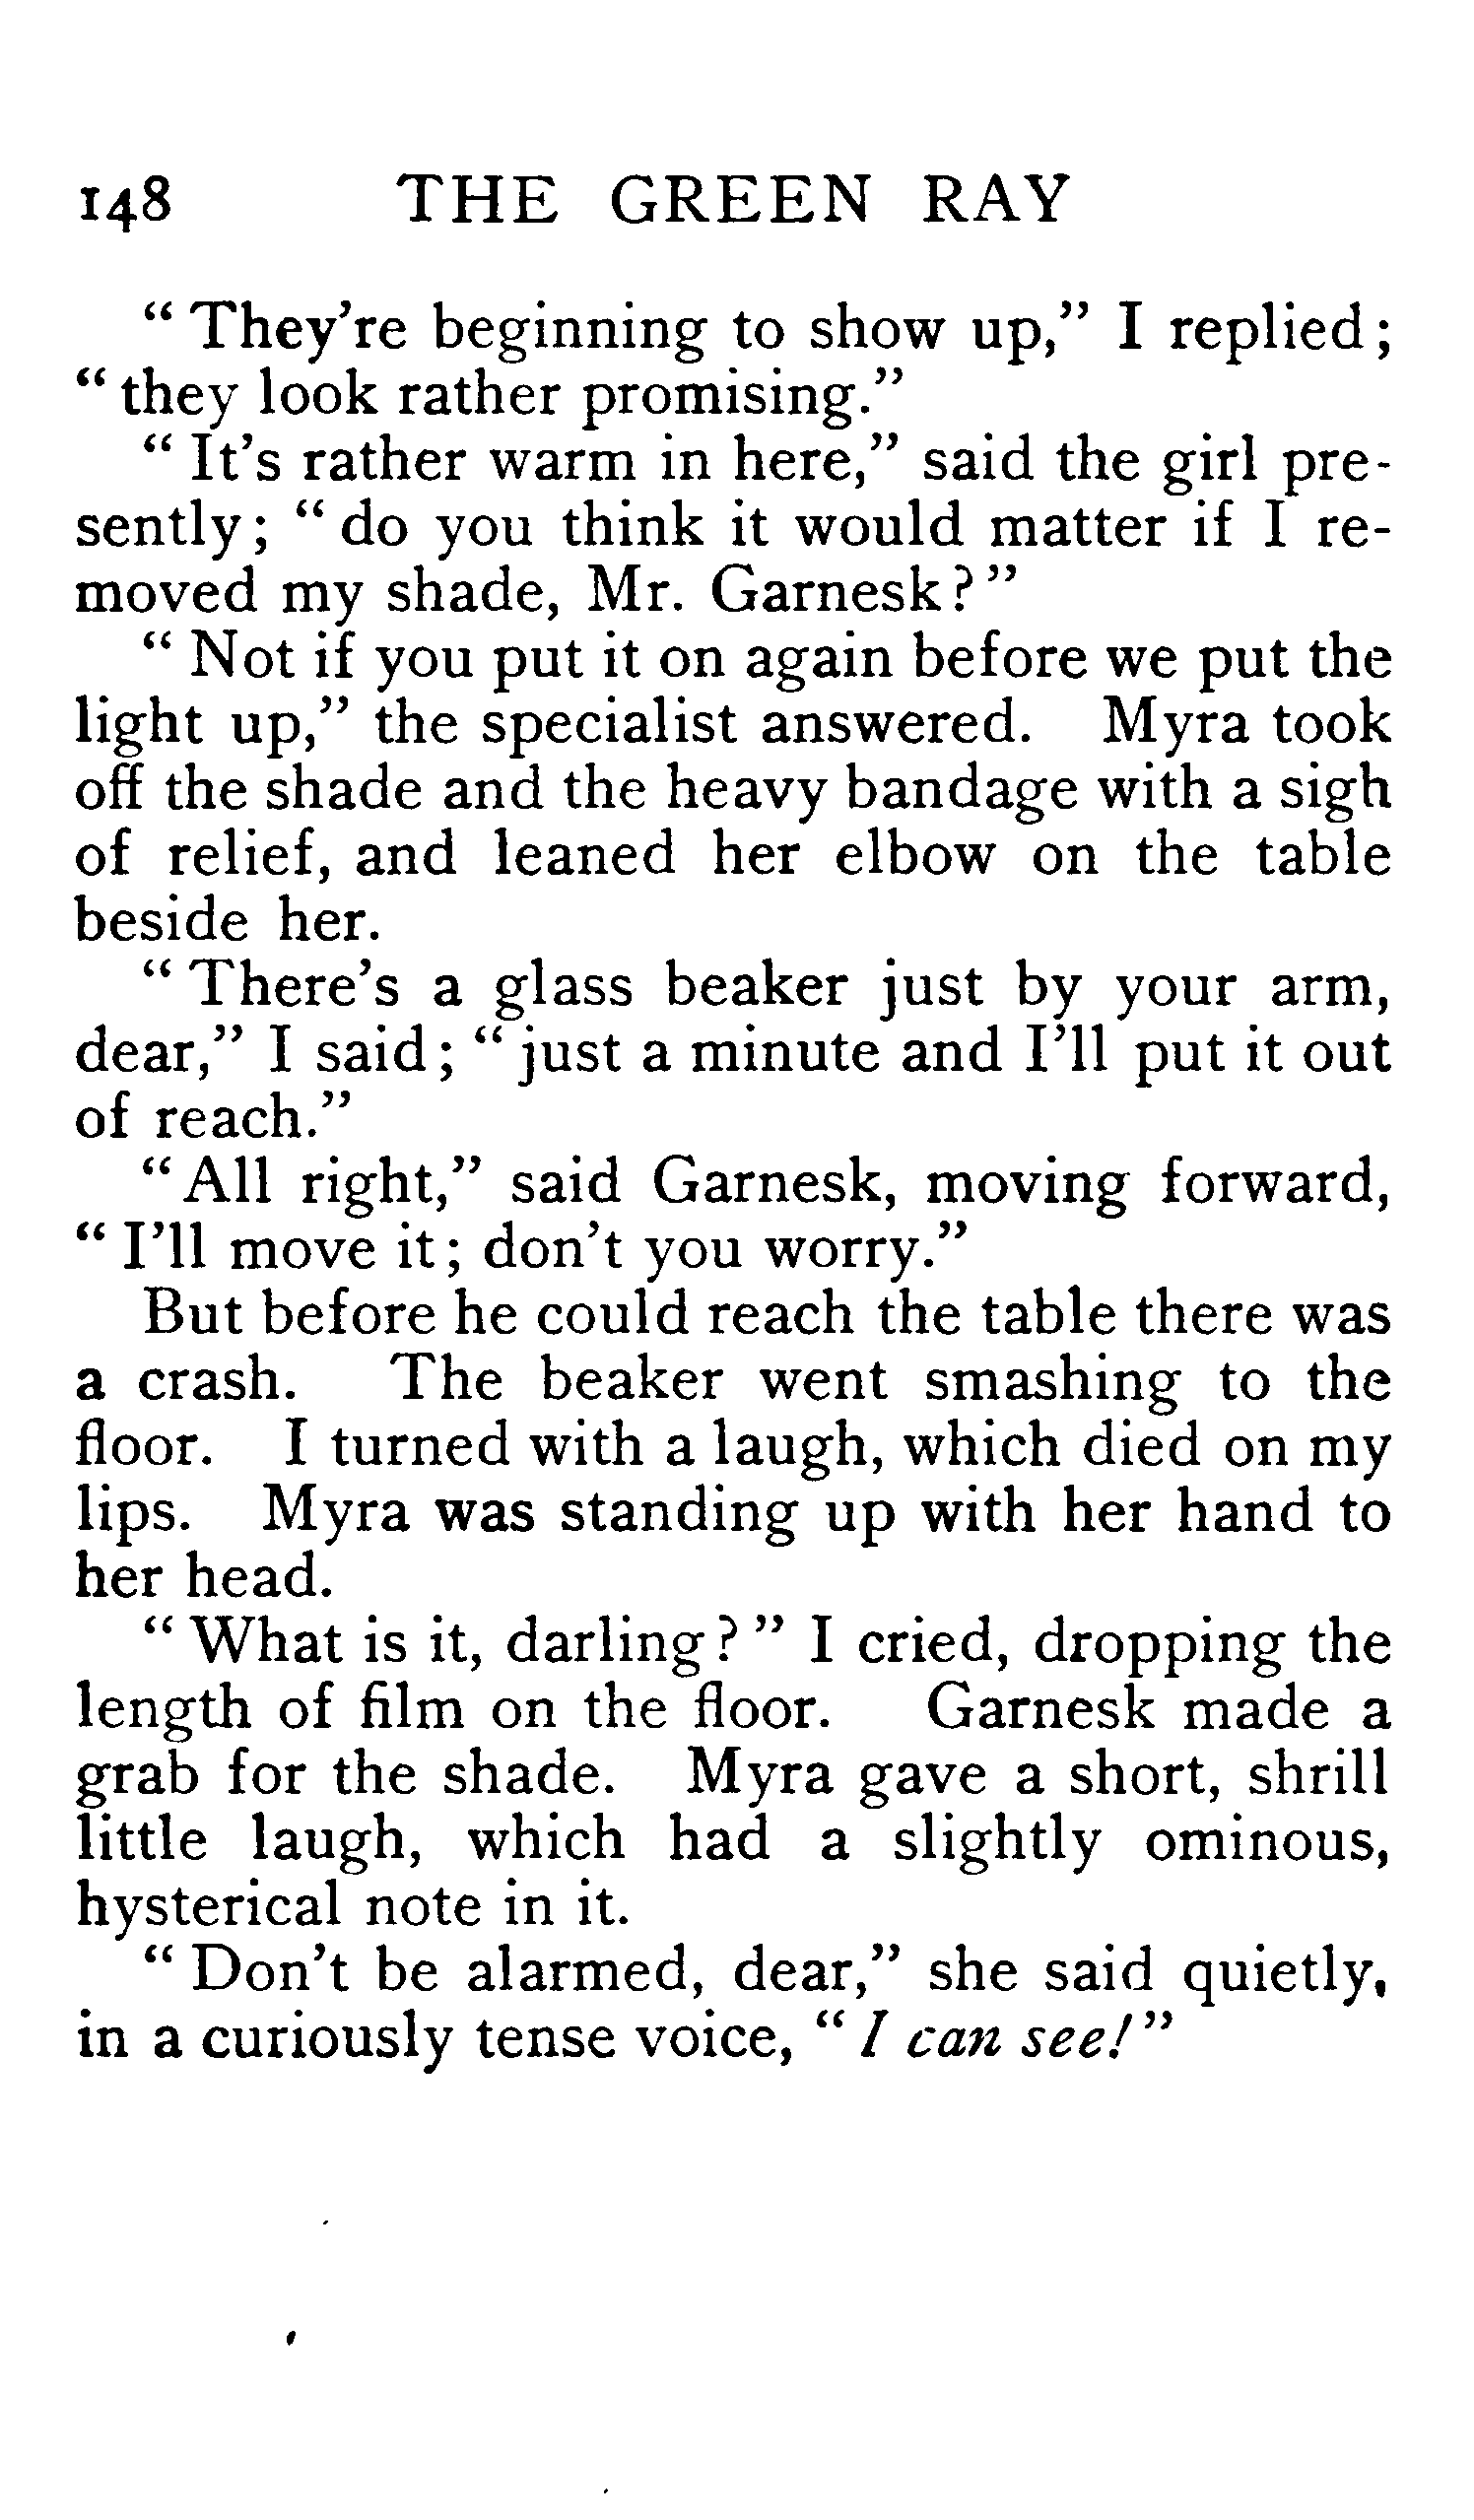 148 THE GREEN RAY
“ They're beginning to show up,” I replied;
“ they look rather promising.”
“ It's rather warm in here,” said the girl pre-
sently; “ do you think it would matter if I re-
moved my shade, Mr. Garnesk?”
“ Not if you put it on again before we put the
light up,” the specialist answered. Myra took
off the shade and the heavy bandage with a sigh
of relief, and leaned her elbow on the table
beside her.
“ There's a glass beaker just by your arm,
dear,” I said; “ just a minute and I'll put it out
of reach.”
“ All right,” said Garnesk, moving forward,
“ I'll move it; don't you worry.”
But before he could reach the table there was
a crash. The beaker went smashing to the
floor. I turned with a laugh, which died on my
lips. Myra was standing up with her hand to
her head.
“ What is it, darling? ” I cried, dropping the
length of film on the floor. Garnesk made a
grab for the shade. Myra gave a short, shrill
little laugh, which had a slightly ominous,
hysterical note in it.
“ Don't be alarmed, dear,” she said quietly,
in a curiously tense voice, “ I can see!”